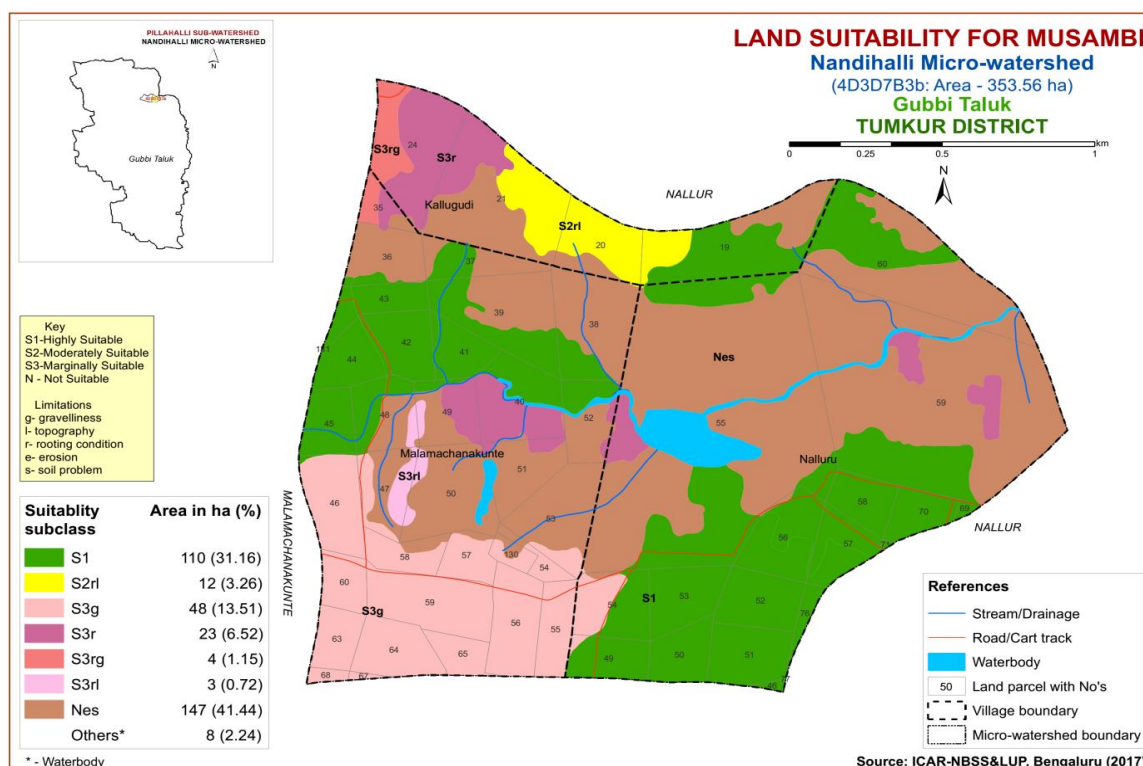 PILLAHALLI SUB-WATERSHED
NANDIHALLI MICRO-WATERSHED
N
Gubbi Taluk
LAND SUITABILITY FOR MUSAMBI
Nandihalli Micro-watershed
(4D3D7B3b: Area - 353.56 ha)
Gubbi Taluk
TUMKUR DISTRICT
km
0 0.25 0.5 1
N
NALLUR
S3rg
24
S3r
35
Kallugudi
21
S2rl
20
19
60
36
37
43
39
38
42
41
44
Nes
45
48
49
40
52
55
59
Malamachanakunte
Nalluru
S3rl
51
47
50
46
53
58
57
130
54
60
59
S3g
56
55
63
64
65
68
67
54
S1
53
52
49
50
51
76
56
57
58
70
69
71
46
77
NALLUR
MALAMACHANAKUNTE
Key
S1-Highly Suitable
S2-Moderately Suitable
S3-Marginally Suitable
N - Not Suitable
Limitations
g- gravelliness
l- topography
r- rooting condition
e- erosion
s- soil problem
Suitablity subclass Area in ha (%)
S1 110 (31.16)
S2rl 12 (3.26)
S3g 48 (13.51)
S3r 23 (6.52)
S3rg 4 (1.15)
S3rl 3 (0.72)
Nes 147 (41.44)
Others* 8 (2.24)
* - Waterbody
References
Stream/Drainage
Road/Cart track
Waterbody
50 Land parcel with No's
Village boundary
Micro-watershed boundary
Source: ICAR-NBSS&LUP, Bengaluru (2017)